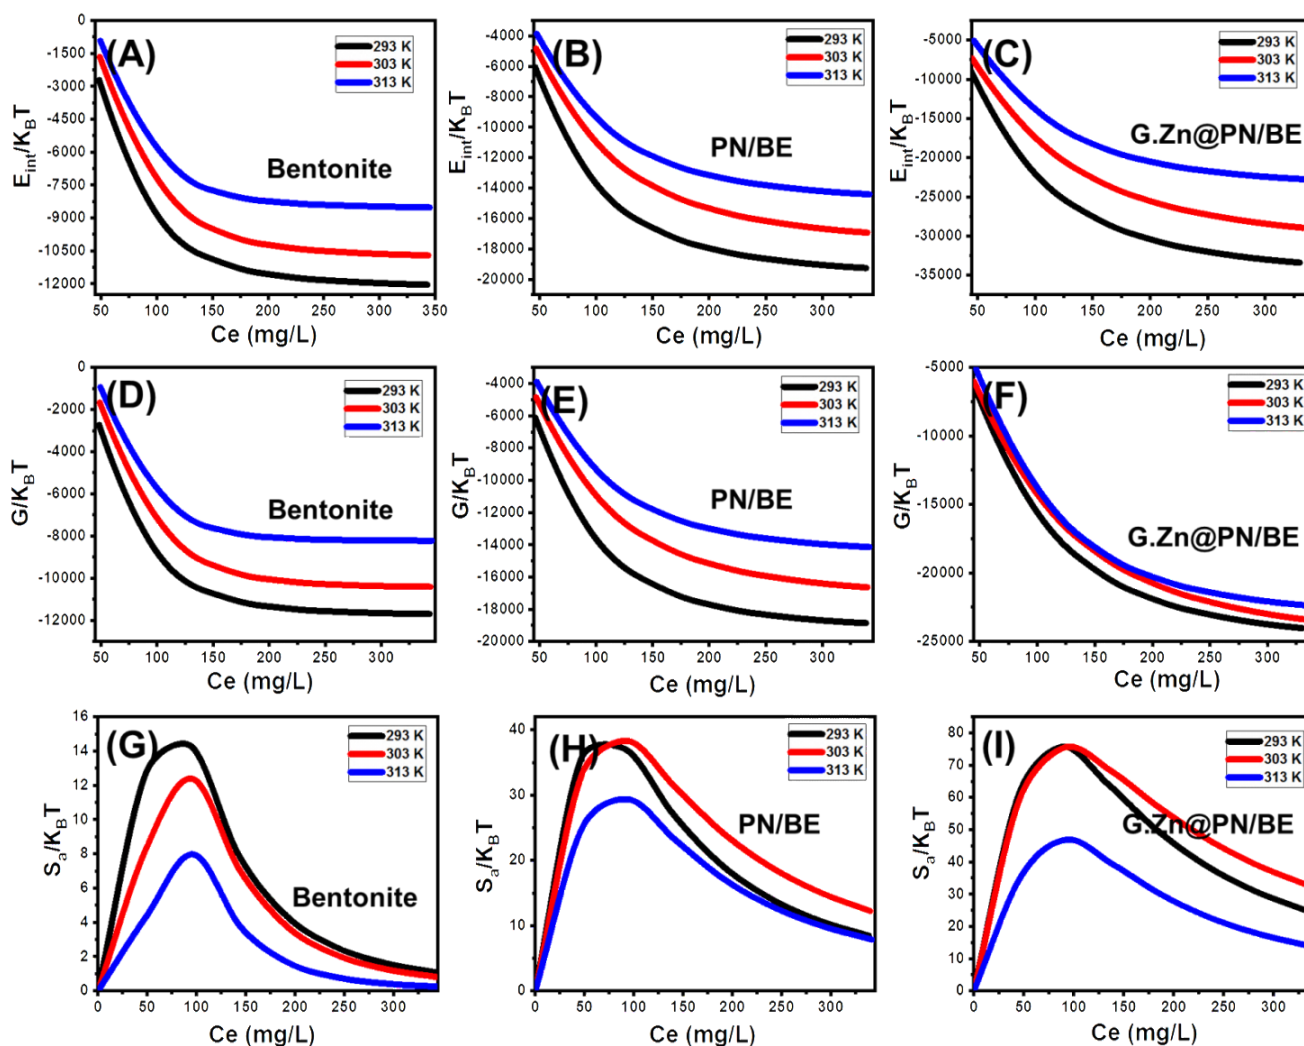 (A)
293 K
303 K
313 K
Bentonite
0
-1500
-3000
-4500
-6000
-7500
-9000
-10500
-12000
E_int/K_BT
50 100 150 200 250 300 350
Ce (mg/L)
(B)
293 K
303 K
313 K
PN/BE
-4000
-6000
-8000
-10000
-12000
-14000
-16000
-18000
-20000
E_int/K_BT
50 100 150 200 250 300
Ce (mg/L)
(C)
293 K
303 K
313 K
G.Zn@PN/BE
-5000
-10000
-15000
-20000
-25000
-30000
-35000
E_int/K_BT
50 100 150 200 250 300
Ce (mg/L)
(D)
293 K
303 K
313 K
Bentonite
0
-2000
-4000
-6000
-8000
-10000
-12000
G/K_BT
50 100 150 200 250 300
Ce (mg/L)
(E)
293 K
303 K
313 K
PN/BE
-4000
-6000
-8000
-10000
-12000
-14000
-16000
-18000
-20000
G/K_BT
50 100 150 200 250 300
Ce (mg/L)
(F)
293 K
303 K
313 K
G.Zn@PN/BE
-5000
-10000
-15000
-20000
-25000
G/K_BT
50 100 150 200 250 300
Ce (mg/L)
(G)
293 K
303 K
313 K
Bentonite
16
14
12
10
8
6
4
2
0
S_a/K_BT
0 50 100 150 200 250 300
Ce (mg/L)
(H)
293 K
303 K
313 K
PN/BE
40
30
20
10
0
S_a/K_BT
0 50 100 150 200 250 300
Ce (mg/L)
(I)
293 K
303 K
313 K
G.Zn@PN/BE
80
70
60
50
40
30
20
10
0
S_a/K_BT
0 50 100 150 200 250 300
Ce (mg/L)